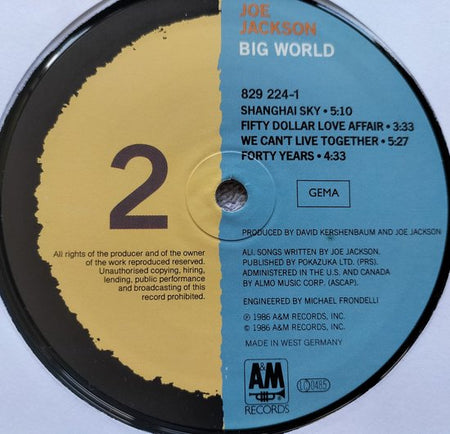 JOE
JACKSON
BIG WORLD
829 224-1
SHANGHAI SKY • 5:10
FIFTY DOLLAR LOVE AFFAIR • 3:33
WE CAN'T LIVE TOGETHER • 5:27
FORTY YEARS • 4:33
2
GEMA
PRODUCED BY DAVID KERSHENBAUM AND JOE JACKSON
All rights of the producer and of the owner
of the work reproduced reserved.
Unauthorised copying, hiring,
lending, public performance
and broadcasting of this
record prohibited.
ALL SONGS WRITTEN BY JOE JACKSON.
PUBLISHED BY POKAZUKA LTD. (PRS).
ADMINISTERED IN THE U.S. AND CANADA
BY ALMO MUSIC CORP. (ASCAP).
ENGINEERED BY MICHAEL FRONDELLI
℗ 1986 A&M RECORDS, INC.
© 1986 A&M RECORDS, INC.
MADE IN WEST GERMANY
A&M
RECORDS
LC 0485